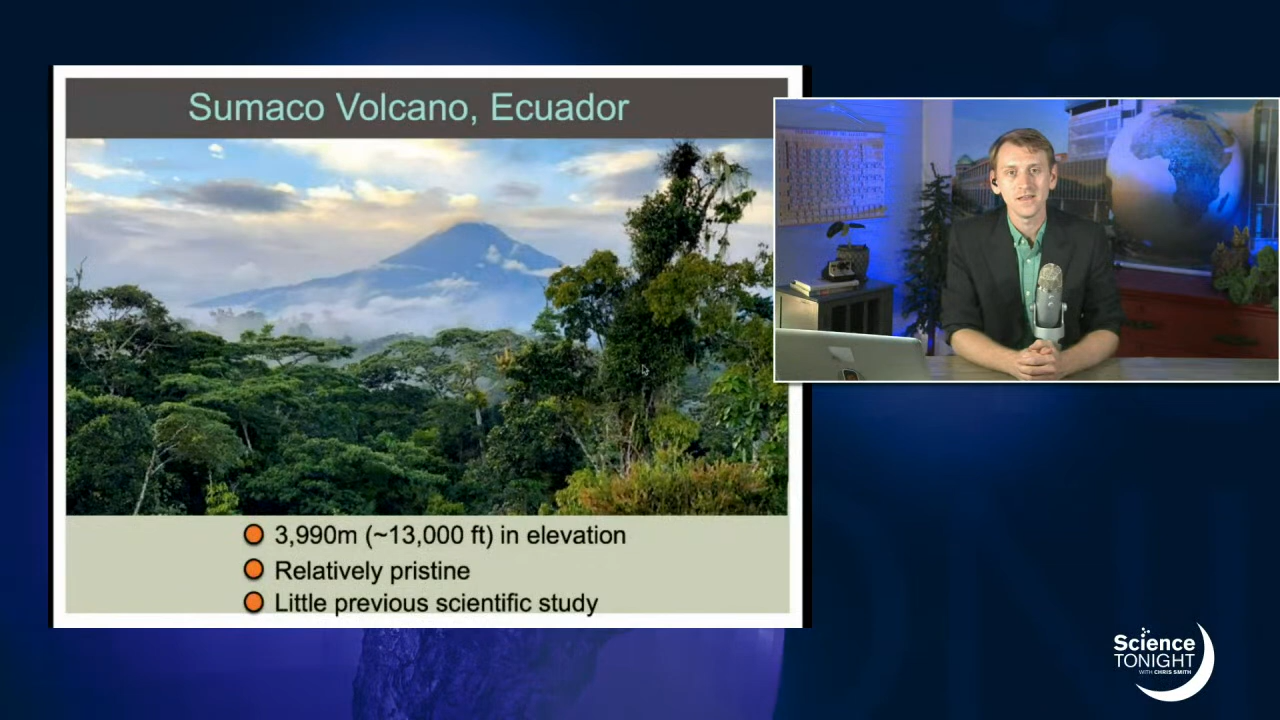 Sumaco Volcano, Ecuador
3,990m (~13,000 ft) in elevation
Relatively pristine
Little previous scientific study
Science
TONIGHT
WITH CHRIS SMITH